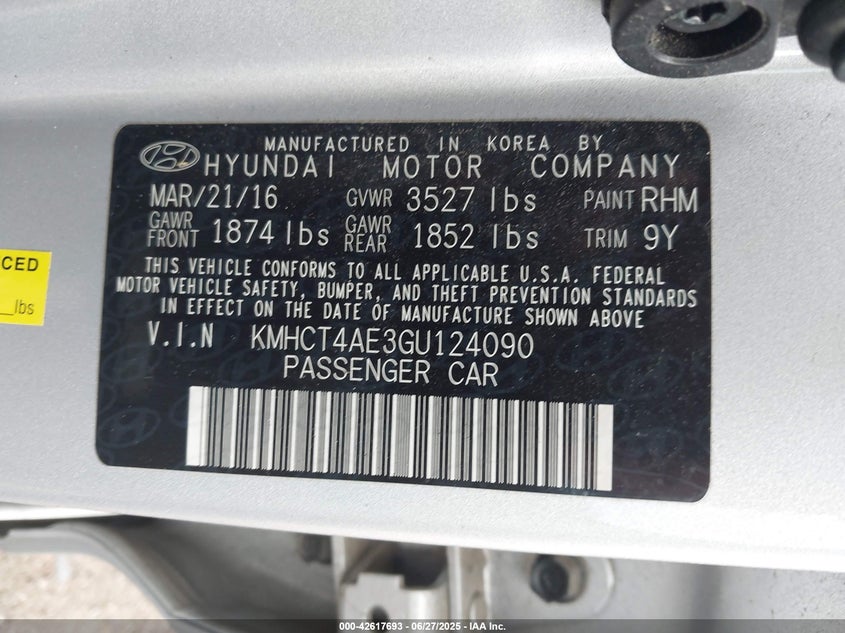 MANUFACTURED IN KOREA BY
HYUNDAI MOTOR COMPANY
MAR/21/16 GVWR 3527 lbs PAINT RHM
GAWR FRONT 1874 lbs GAWR REAR 1852 lbs TRIM 9Y
THIS VEHICLE CONFORMS TO ALL APPLICABLE U.S.A. FEDERAL
MOTOR VEHICLE SAFETY, BUMPER, AND THEFT PREVENTION STANDARDS
IN EFFECT ON THE DATE OF MANUFACTURE SHOWN ABOVE
V.I.N KMHCT4AE3GU124090
PASSENGER CAR
CED
lbs
000-42617693 - 06/27/2025 - IAA, Inc.